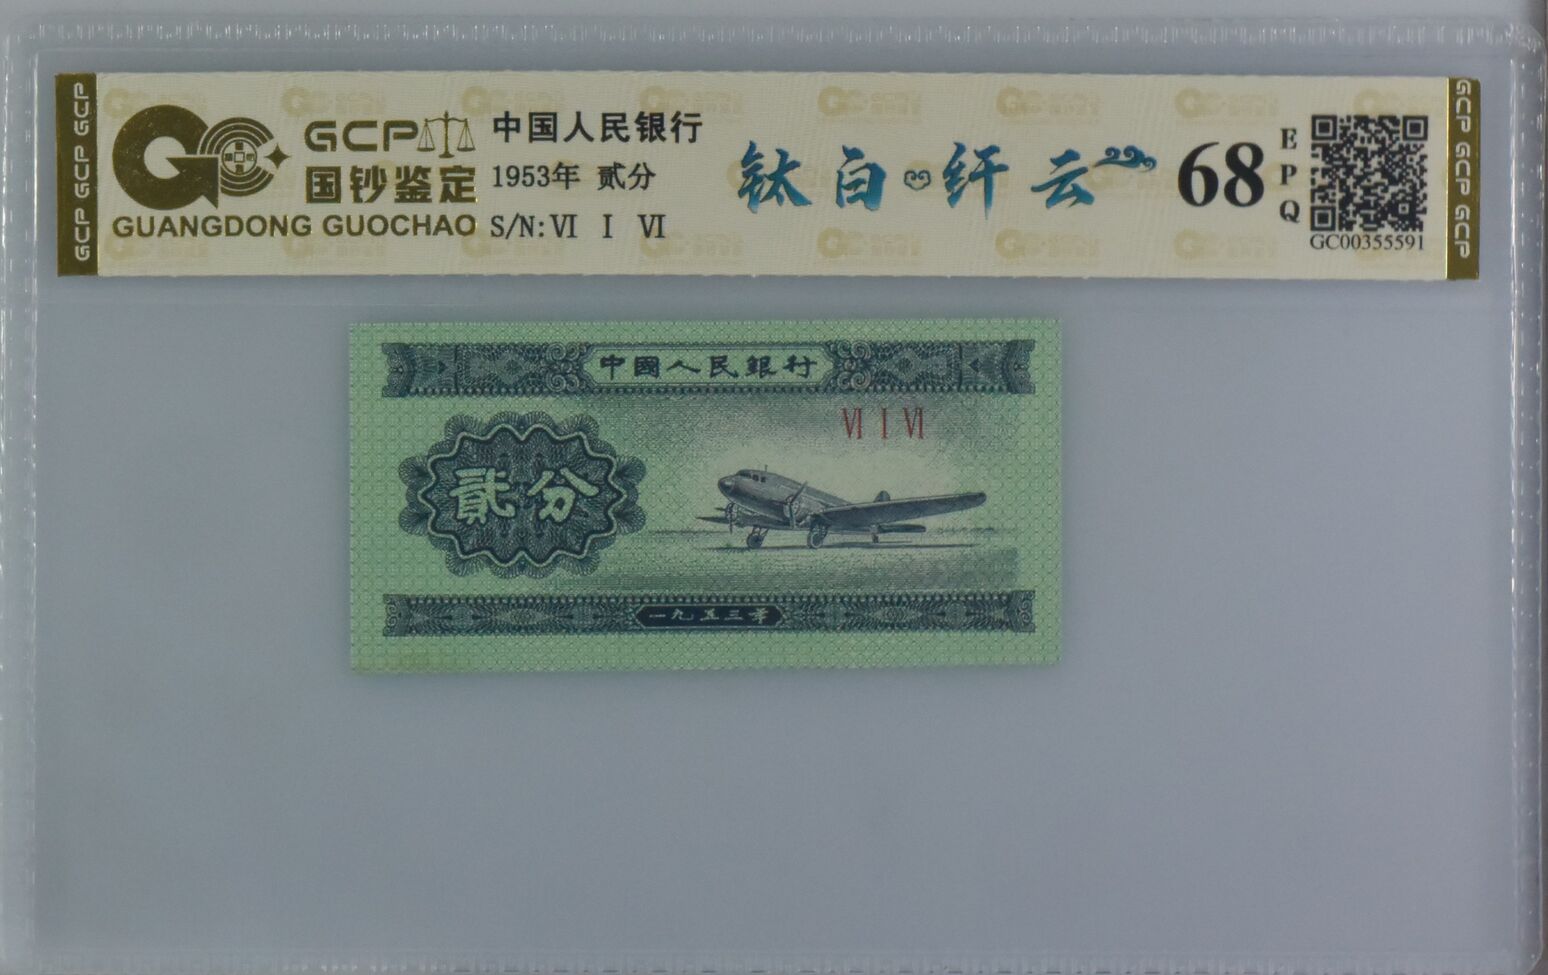 GCP GCP GCP
GCP
国钞鉴定
GUANGDONG GUOCHAO
中国人民银行
1953年 贰分
S/N: VI I VI
钛白 纤云
68
EPQ
GC00355591
GCP GCP GCP
中國人民銀行
VI I VI
貳分
一九五三年